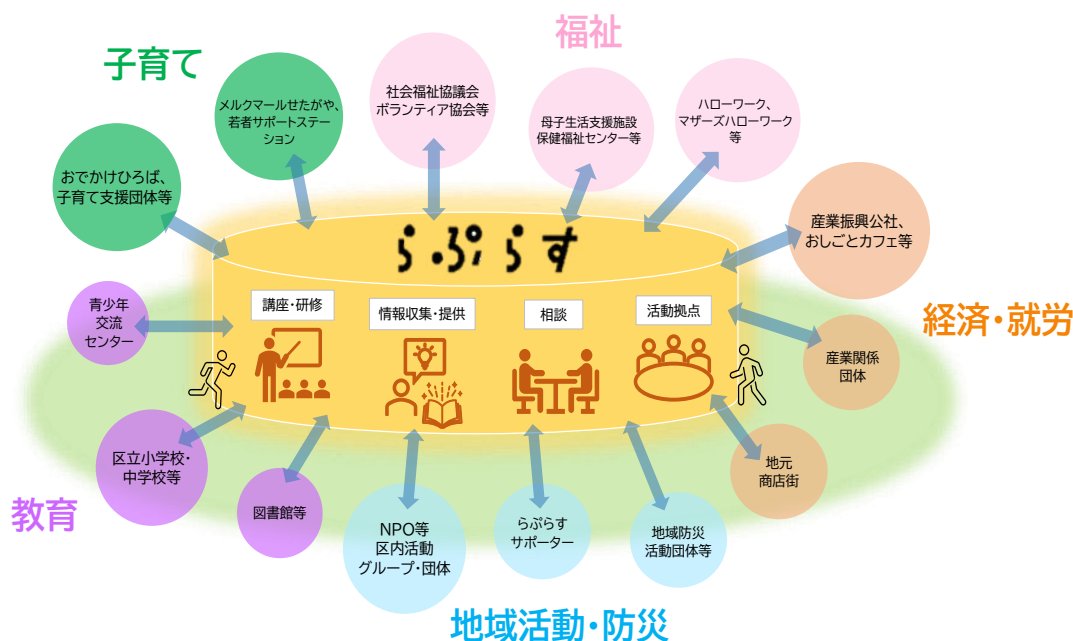 子育て
福祉
メルクマールせたがや、
若者サポートステー
ション
社会福祉協議会
ボランティア協会等
母子生活支援施設
保健福祉センター等
ハローワーク、
マザーズハローワーク
等
おでかけひろば、
子育て支援団体等
産業振興公社、
おしごとカフェ等
らぷらす
青少年
交流
センター
講座・研修
情報収集・提供
相談
活動拠点
経済・就労
産業関係
団体
区立小学校・
中学校等
地元
商店街
教育
図書館等
NPO等
区内活動
グループ・団体
らぷらす
サポーター
地域防災
活動団体等
地域活動・防災